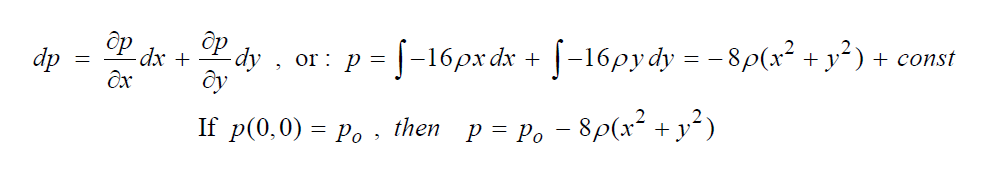 dp = ∂p/∂x dx + ∂p/∂y dy , or : p = ∫−16ρx dx + ∫−16ρy dy = −8ρ(x² + y²) + const
If p(0,0) = pₒ , then p = pₒ − 8ρ(x² + y²)